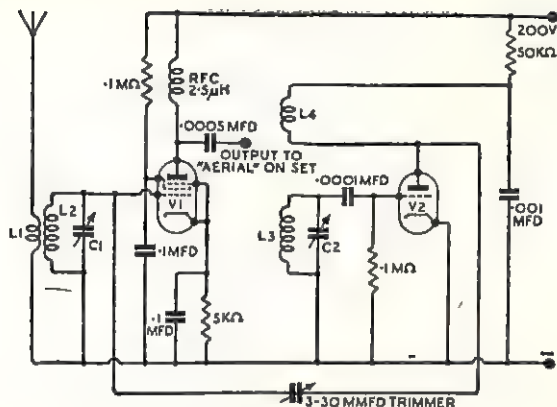 200V
50KΩ
RFC
2·5µH
·1MΩ
L4
·0005MFD
OUTPUT TO
"AERIAL" ON SET
·0001MFD
V1
V2
L1
L2
C1
L3
C2
·001
MFD
·1MFD
·1MΩ
·1
MFD
5KΩ
3-30 MMFD TRIMMER